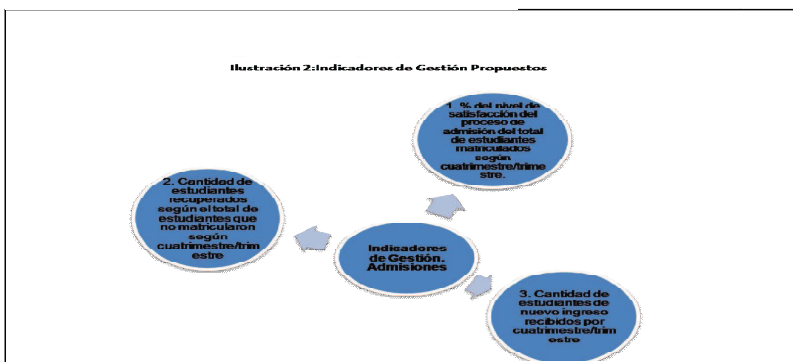 Ilustración 2:Indicadores de Gestión Propuestos
1. % del nivel de
satisfacción del
proceso de
admisión del total
de estudiantes
matriculados
según
cuatrimestre/trime
stre.
2. Cantidad de
estudiantes
recuperados
según el total de
estudiantes que
no matricularon
según
cuatrimestre/trim
estre
Indicadores
de Gestión.
Admisiones
3. Cantidad de
estudiantes de
nuevo ingreso
recibidos por
cuatrimestre/trim
estre